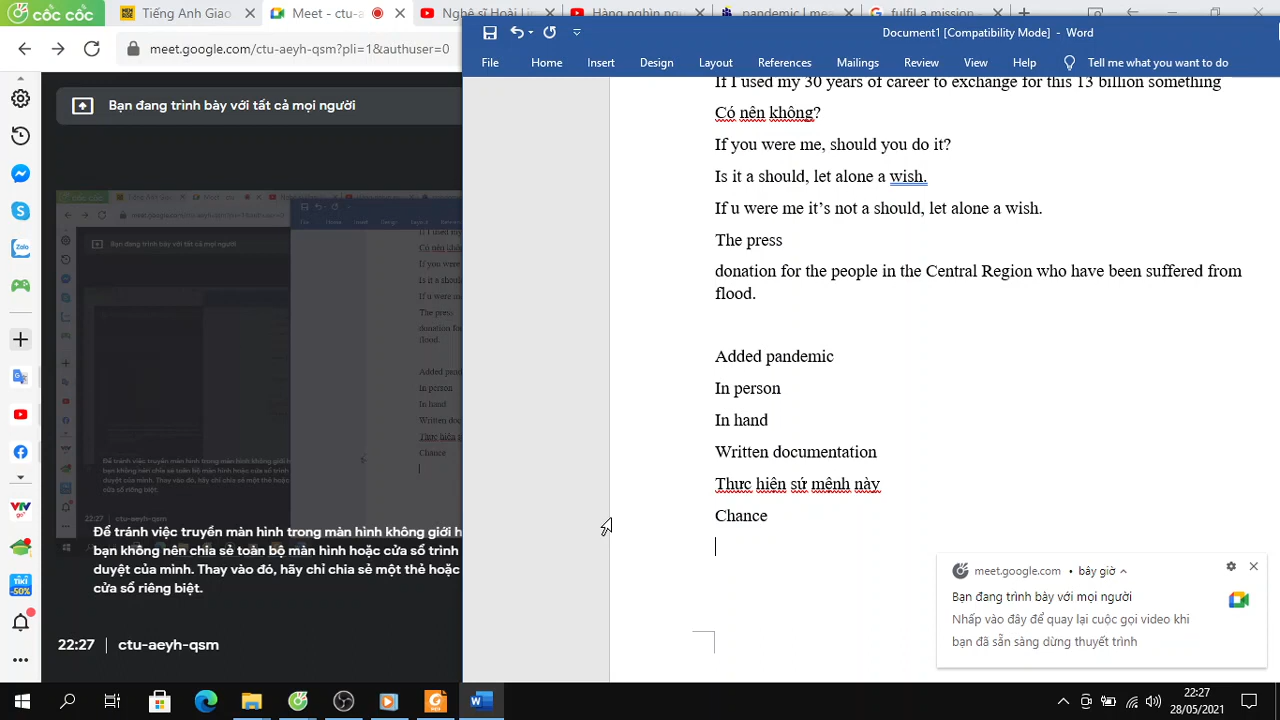 Tiếng Anh Giao
Meet - ctu-a
Nghệ sĩ Hoài L
Hàng nghìn ng
pandemic và
giff a mission
meet.google.com/ctu-aeyh-qsm?pli=1&authuser=0
Document1 [Compatibility Mode] - Word
File Home Insert Design Layout References Mailings Review View Help Tell me what you want to do
Bạn đang trình bày với tất cả mọi người
If I used my 30 years of career to exchange for this 13 billion something
Có nên không?
If you were me, should you do it?
Is it a should, let alone a wish.
If u were me it's not a should, let alone a wish.
The press
donation for the people in the Central Region who have been suffered from
flood.
Added pandemic
In person
In hand
Written documentation
Thực hiện sứ mệnh này
Chance
Để tránh việc truyền màn hình trong màn hình không giới h
bạn không nên chia sẻ toàn bộ màn hình hoặc cửa sổ trình
duyệt của mình. Thay vào đó, hãy chỉ chia sẻ một thẻ hoặc
cửa sổ riêng biệt.
22:27 ctu-aeyh-qsm
meet.google.com • bây giờ
Bạn đang trình bày với mọi người
Nhấp vào đây để quay lại cuộc gọi video khi
bạn đã sẵn sàng dừng thuyết trình
22:27
28/05/2021